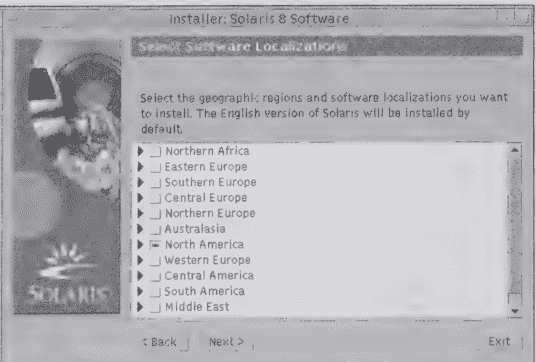 Installer: Solaris 8 Software
Select Software Localizations
Select the geographic regions and software localizations you want
to install. The English version of Solaris will be installed by
default.
Northern Africa
Eastern Europe
Southern Europe
Central Europe
Northern Europe
Australasia
North America
Western Europe
Central America
South America
Middle East
SOLARIS
< Back
Next >
Exit